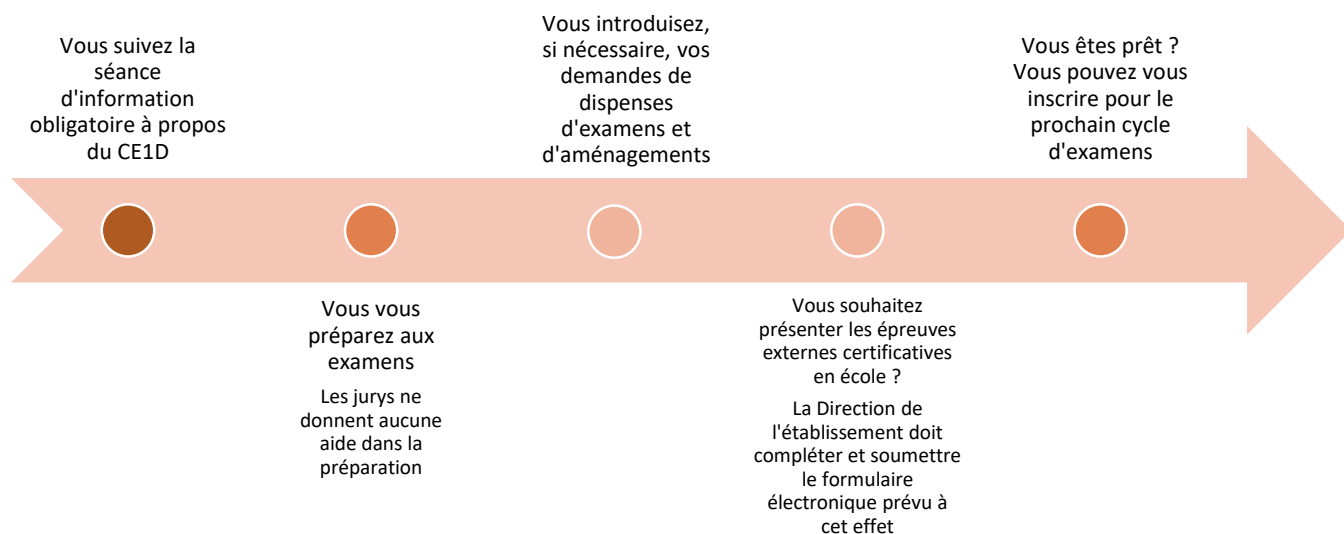 Vous suivez la
séance
d'information
obligatoire à propos
du CE1D
Vous vous
préparez aux
examens
Les jurys ne
donnent aucune
aide dans la
préparation
Vous introduisez,
si nécessaire, vos
demandes de
dispenses
d'examens et
d'aménagements
Vous souhaitez
présenter les épreuves
externes certificatives
en école ?
La Direction de
l'établissement doit
compléter et soumettre
le formulaire
électronique prévu à
cet effet
Vous êtes prêt ?
Vous pouvez vous
inscrire pour le
prochain cycle
d'examens